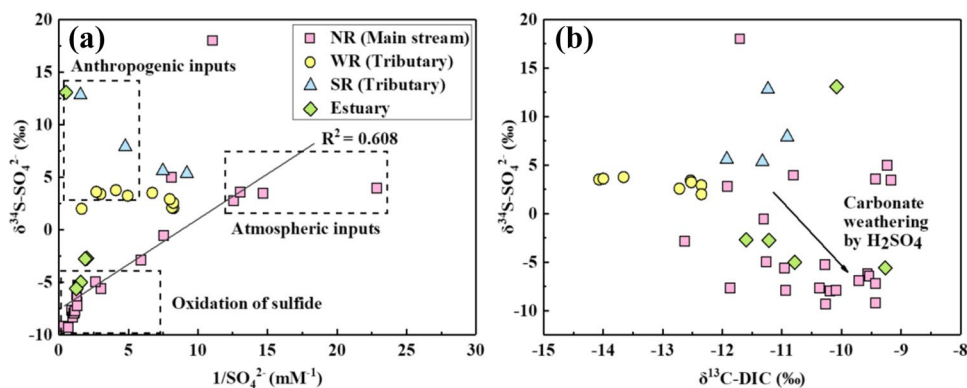 (a)
Anthropogenic inputs
NR (Main stream)
WR (Tributary)
SR (Tributary)
Estuary
R² = 0.608
Atmospheric inputs
Oxidation of sulfide
20
15
10
5
0
-5
-10
0 5 10 15 20 25 30
δ³⁴S-SO₄²⁻ (‰)
1/SO₄²⁻ (mM⁻¹)
(b)
Carbonate
weathering
by H₂SO₄
20
15
10
5
0
-5
-10
-15 -14 -13 -12 -11 -10 -9 -8
δ³⁴S-SO₄²⁻ (‰)
δ¹³C-DIC (‰)